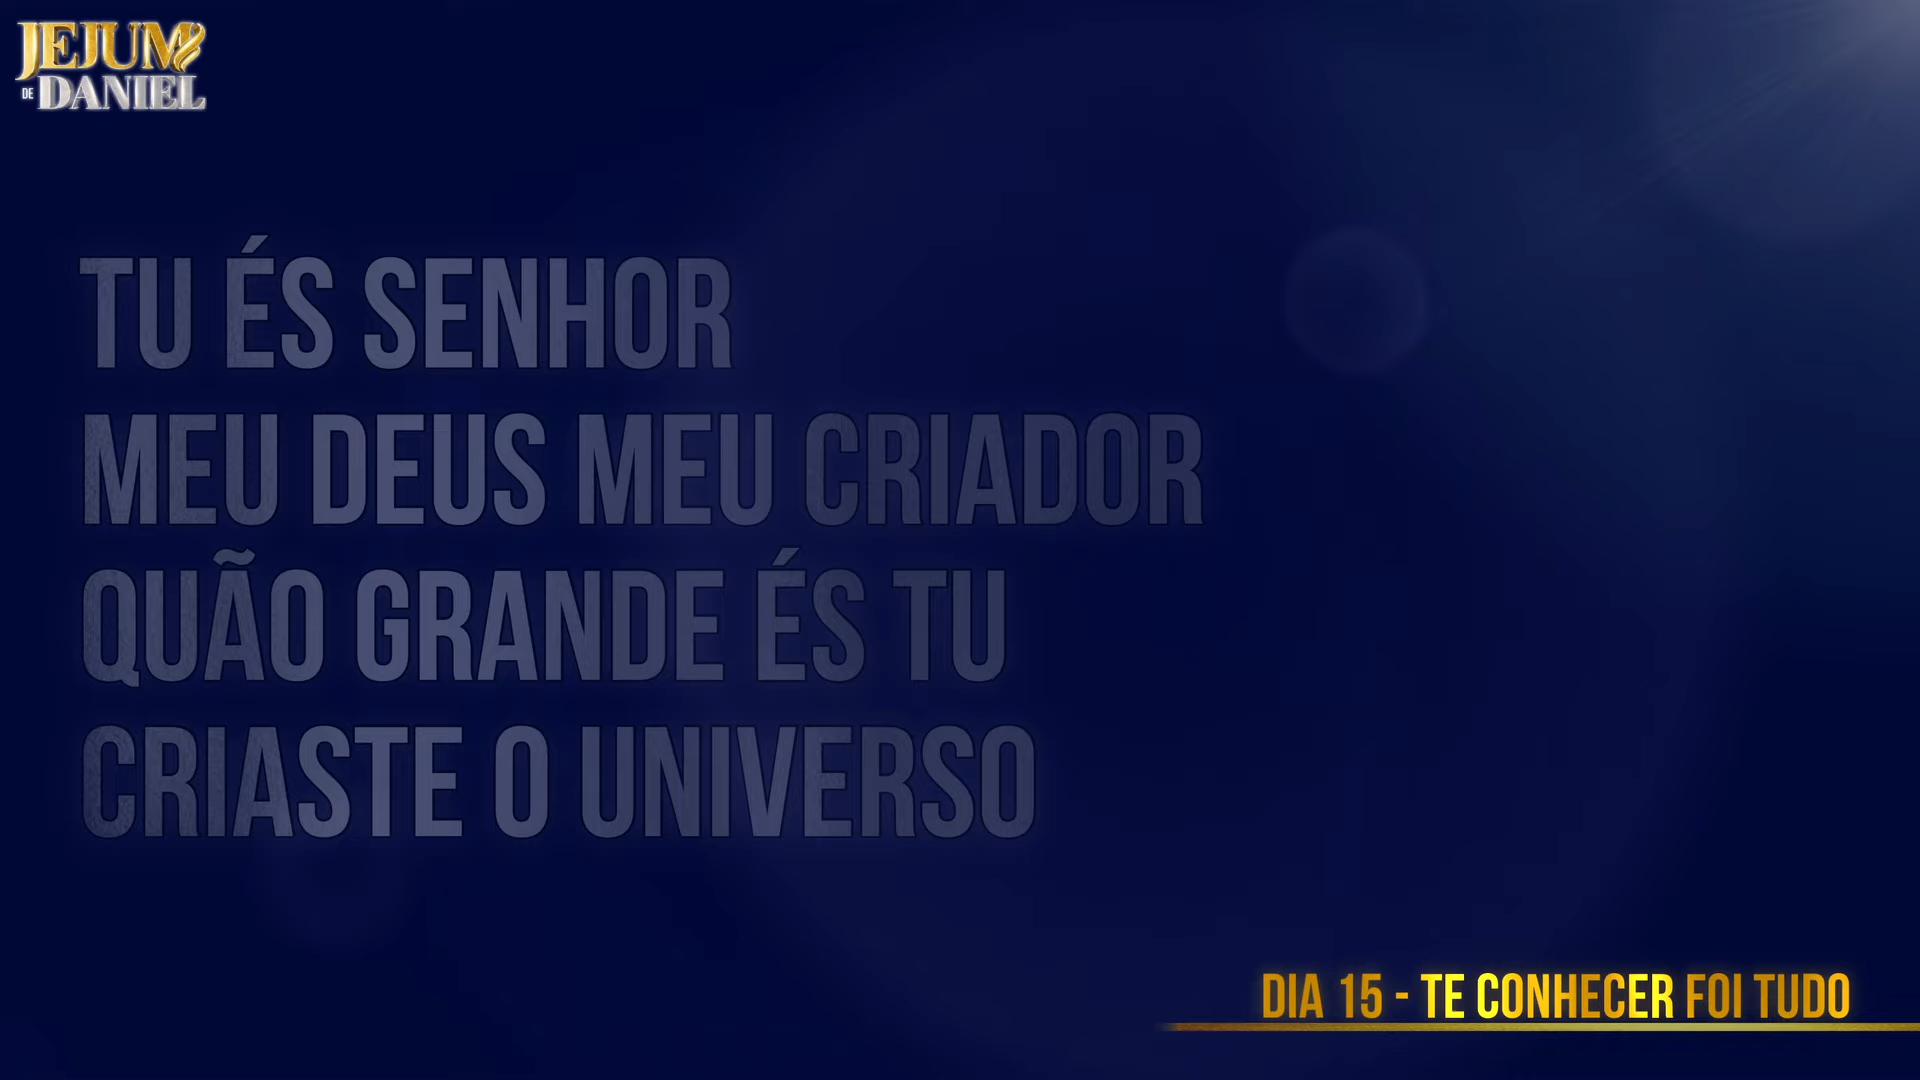 JEJUM
DE DANIEL
TU ÉS SENHOR
MEU DEUS MEU CRIADOR
QUÃO GRANDE ÉS TU
CRIASTE O UNIVERSO
DIA 15 - TE CONHECER FOI TUDO